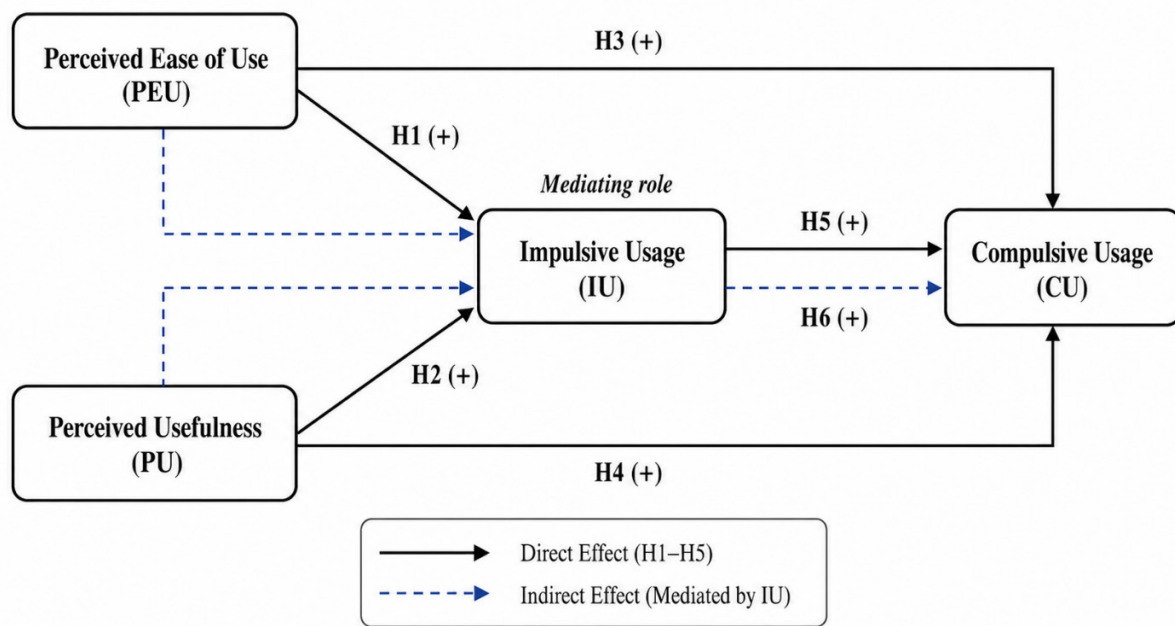 Perceived Ease of Use
(PEU)
H3 (+)
H1 (+)
Mediating role
Impulsive Usage
(IU)
H5 (+)
H6 (+)
Compulsive Usage
(CU)
H2 (+)
Perceived Usefulness
(PU)
H4 (+)
Direct Effect (H1–H5)
Indirect Effect (Mediated by IU)